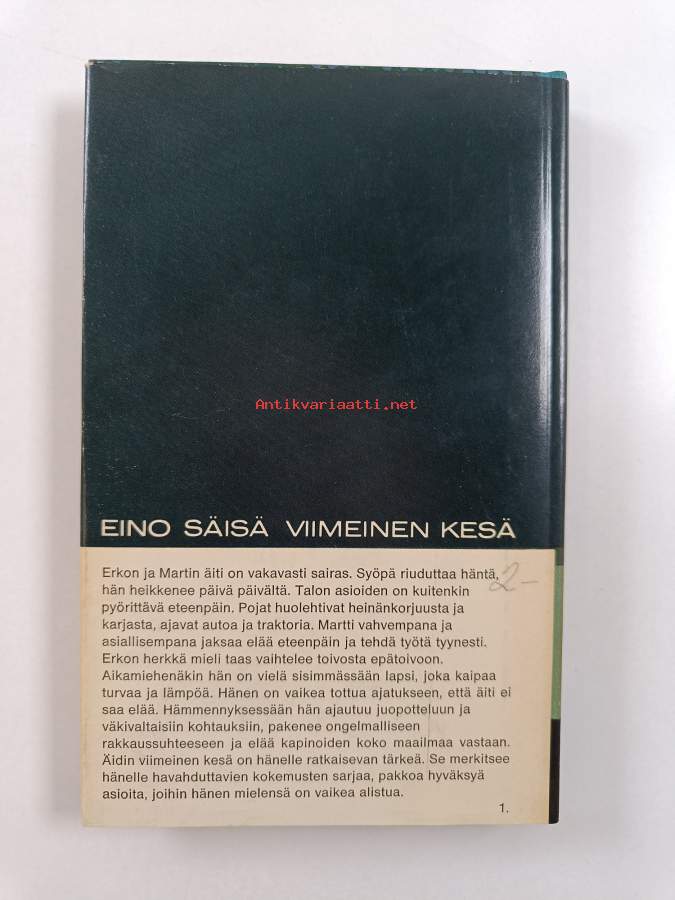 Antikvariaatti.net
EINO SÄISÄ VIIMEINEN KESÄ
Erkon ja Martin äiti on vakavasti sairas. Syöpä riuduttaa häntä,
hän heikkenee päivä päivältä. Talon asioiden on kuitenkin
pyörittävä eteenpäin. Pojat huolehtivat heinänkorjuusta ja
karjasta, ajavat autoa ja traktoria. Martti vahvempana ja
asiallisempana jaksaa elää eteenpäin ja tehdä työtä tyynesti.
Erkon herkkä mieli taas vaihtelee toivosta epätoivoon.
Aikamiehenäkin hän on vielä sisimmässään lapsi, joka kaipaa
turvaa ja lämpöä. Hänen on vaikea tottua ajatukseen, että äiti ei
saa elää. Hämmennyksessään hän ajautuu juopotteluun ja
väkivaltaisiin kohtauksiin, pakenee ongelmalliseen
rakkaussuhteeseen ja elää kapinoiden koko maailmaa vastaan.
Äidin viimeinen kesä on hänelle ratkaisevan tärkeä. Se merkitsee
hänelle havahduttavien kokemusten sarjaa, pakkoa hyväksyä
asioita, joihin hänen mielensä on vaikea alistua.
1.
2-